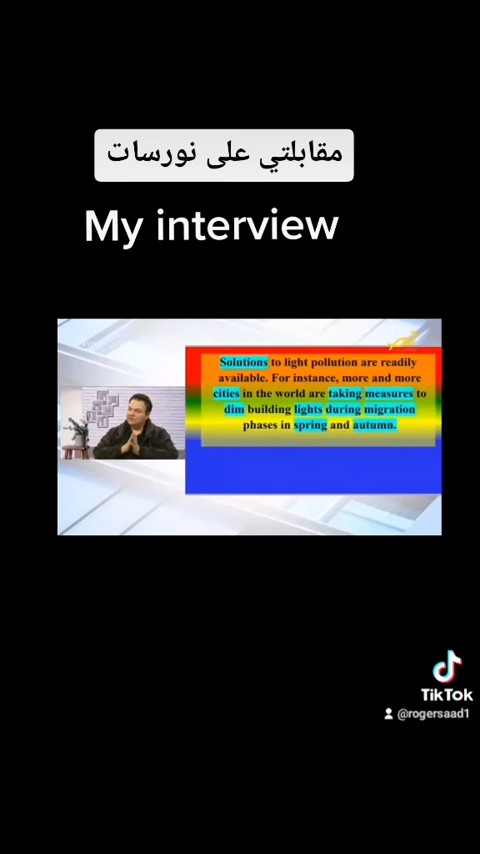 مقابلتي على نورسات
My interview
Solutions to light pollution are readily
available. For instance, more and more
cities in the world are taking measures to
dim building lights during migration
phases in spring and autumn.
TikTok
@rogersaad1